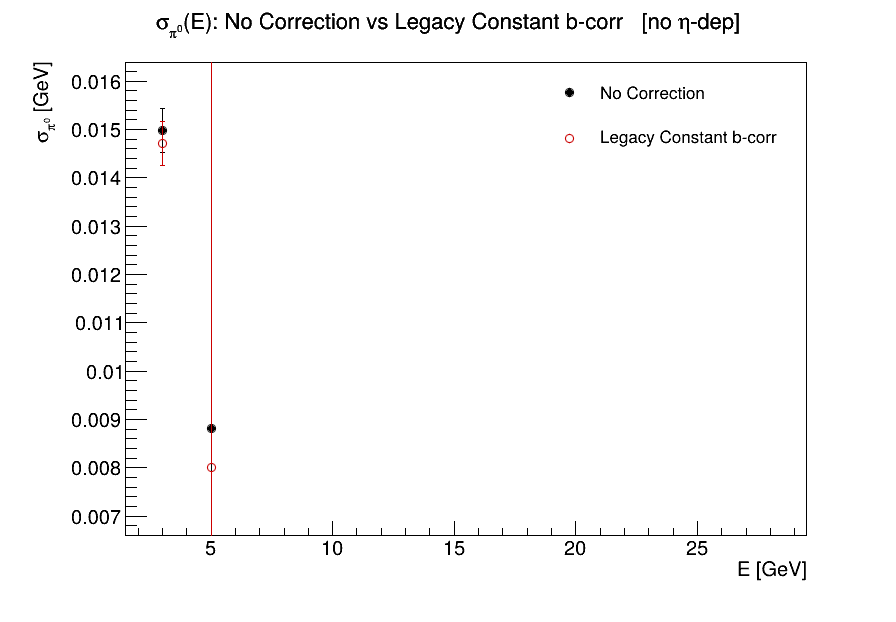 σπ⁰(E): No Correction vs Legacy Constant b-corr [no η-dep]
σπ⁰ [GeV]
No Correction
Legacy Constant b-corr
0.016
0.015
0.014
0.013
0.012
0.011
0.01
0.009
0.008
0.007
5 10 15 20 25
E [GeV]